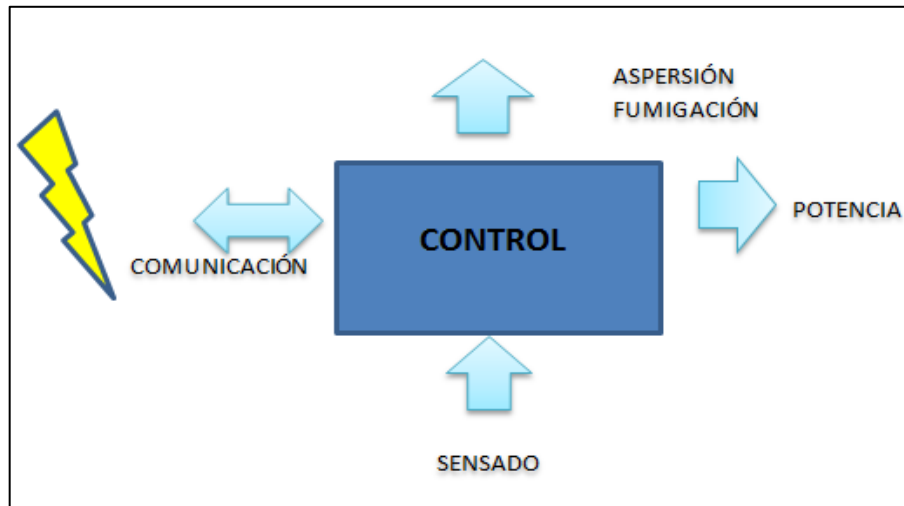 ASPERSIÓN
FUMIGACIÓN
POTENCIA
CONTROL
COMUNICACIÓN
SENSADO